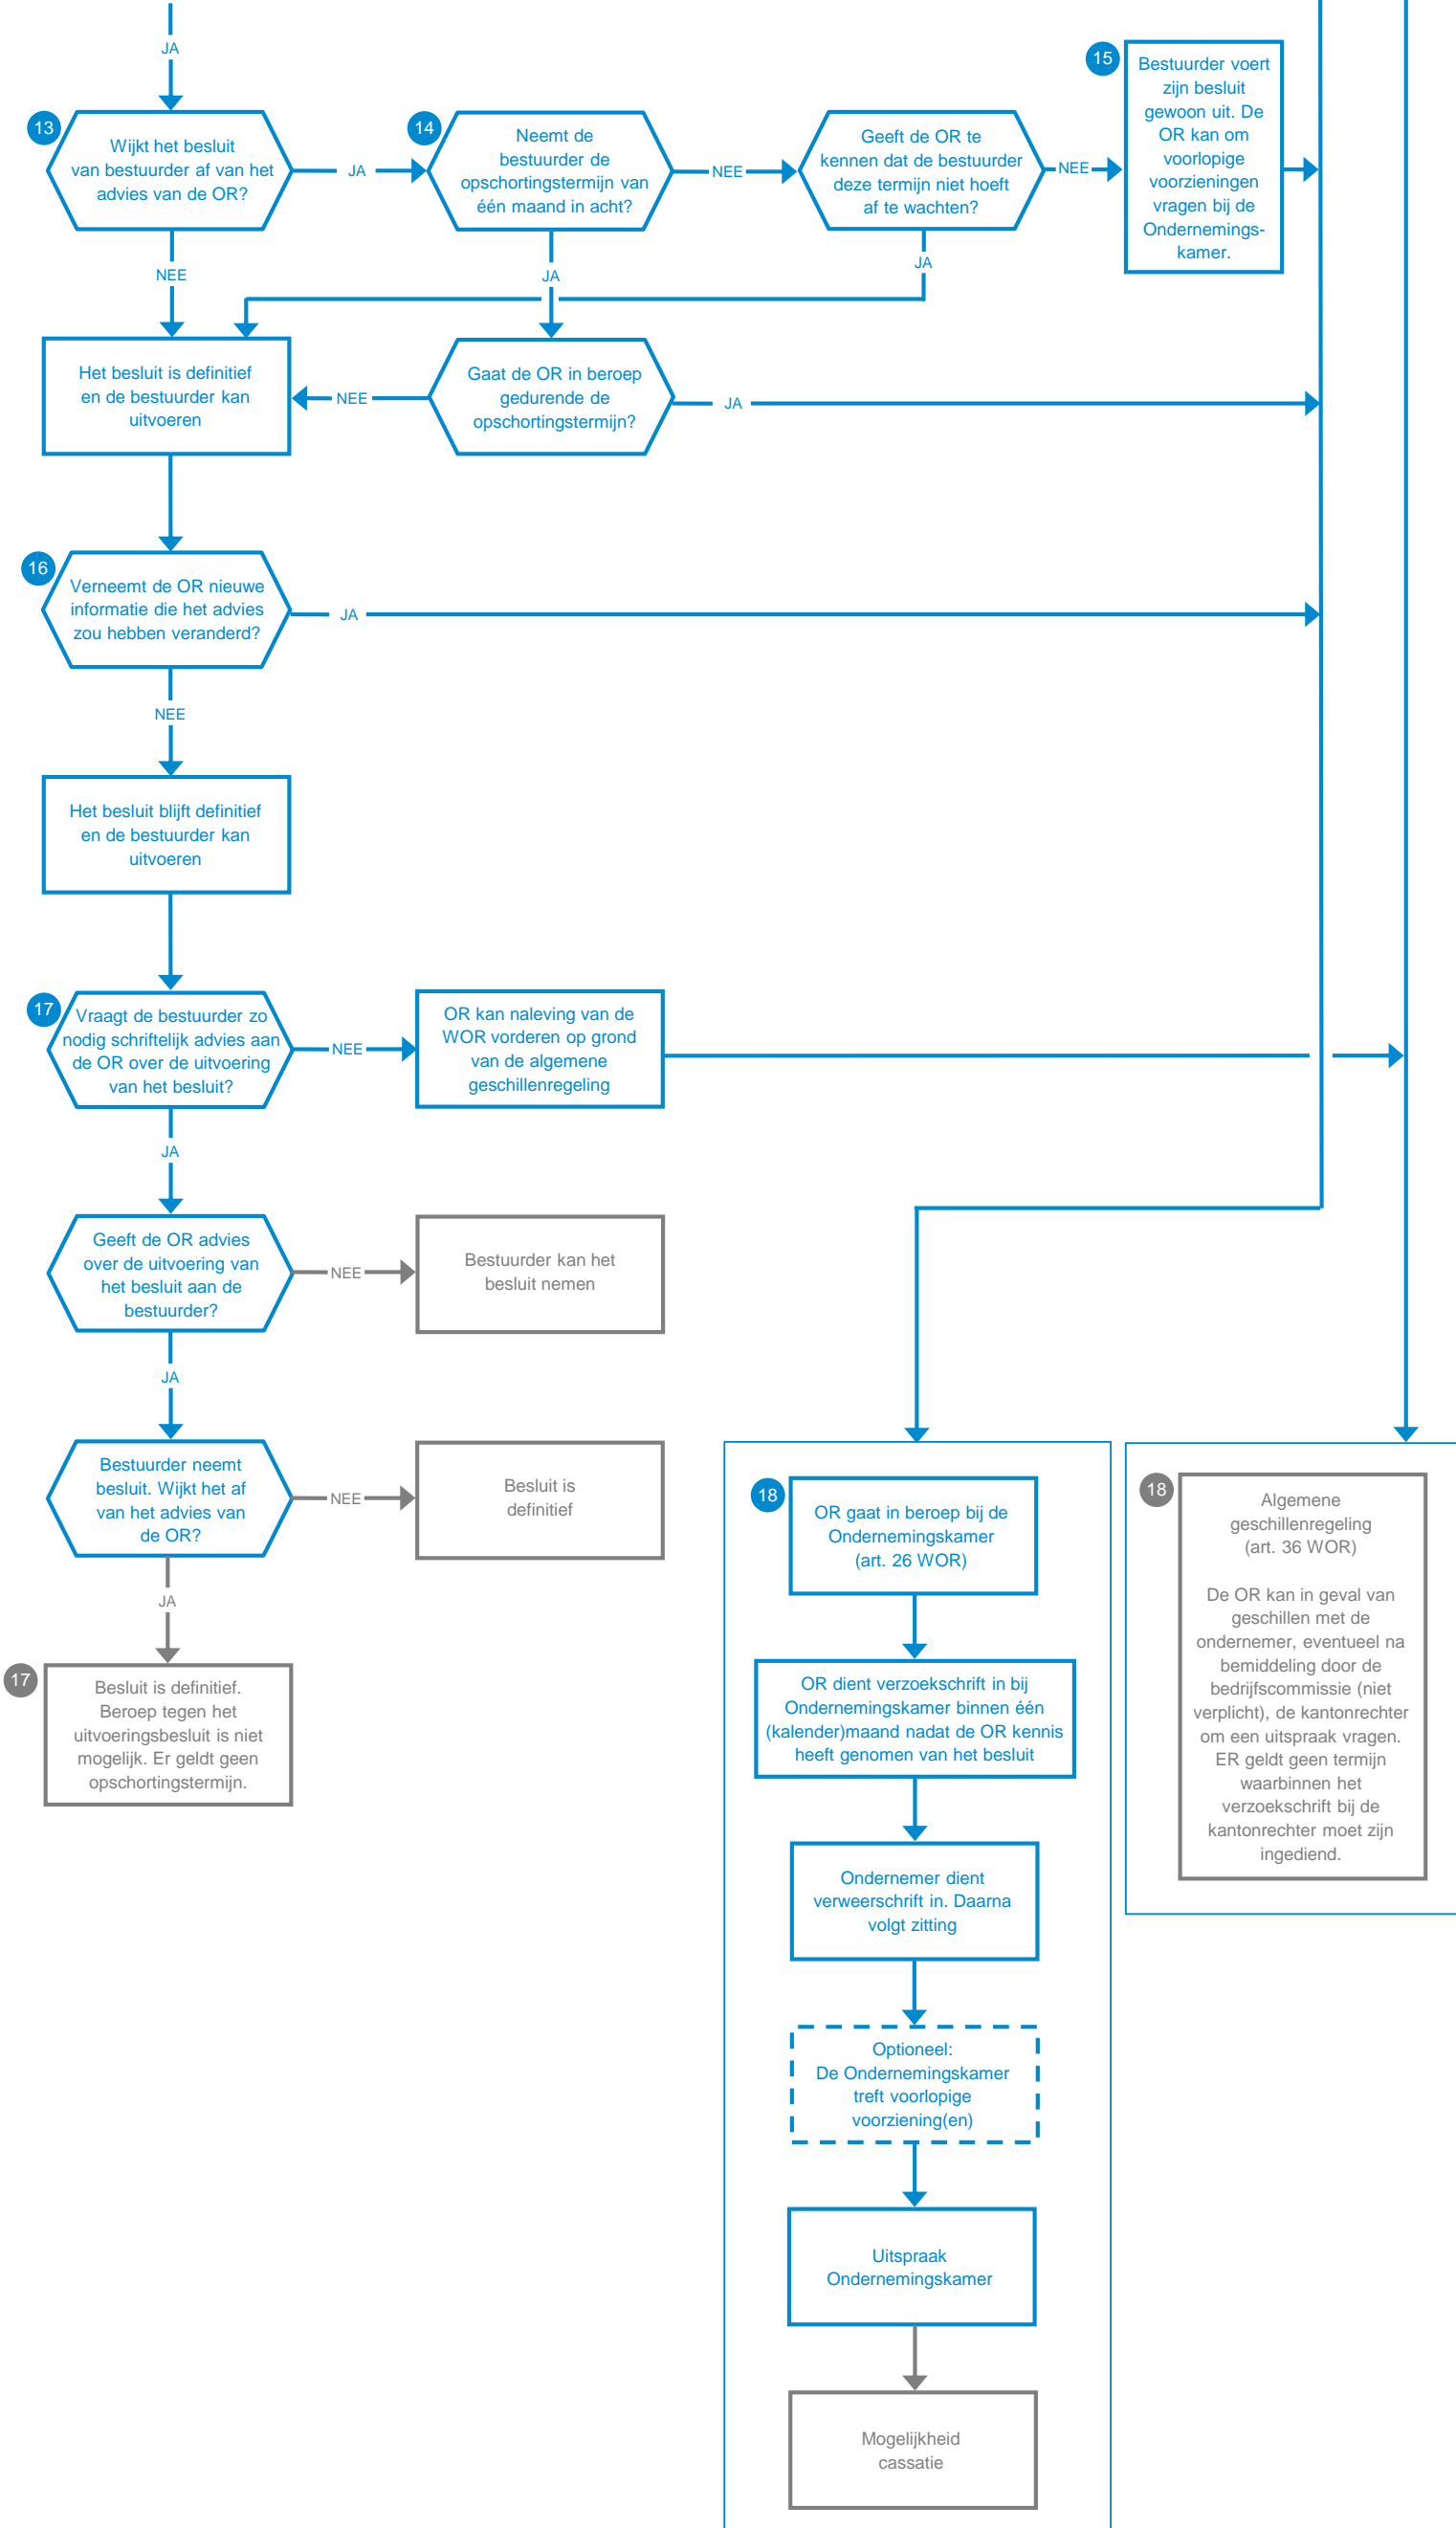 JA
13
Wijkt het besluit
van bestuurder af van het
advies van de OR?
JA
14
Neemt de
bestuurder de
opschortingstermijn van
één maand in acht?
NEE
Geeft de OR te
kennen dat de bestuurder
deze termijn niet hoeft
af te wachten?
NEE
15
Bestuurder voert
zijn besluit
gewoon uit. De
OR kan om
voorlopige
voorzieningen
vragen bij de
Ondernemings-
kamer.
NEE
JA
JA
Het besluit is definitief
en de bestuurder kan
uitvoeren
NEE
Gaat de OR in beroep
gedurende de
opschortingstermijn?
JA
16
Verneemt de OR nieuwe
informatie die het advies
zou hebben veranderd?
JA
NEE
Het besluit blijft definitief
en de bestuurder kan
uitvoeren
17
Vraagt de bestuurder zo
nodig schriftelijk advies aan
de OR over de uitvoering
van het besluit?
NEE
OR kan naleving van de
WOR vorderen op grond
van de algemene
geschillenregeling
JA
Geeft de OR advies
over de uitvoering van
het besluit aan de
bestuurder?
NEE
Bestuurder kan het
besluit nemen
JA
Bestuurder neemt
besluit. Wijkt het af
van het advies van
de OR?
NEE
Besluit is
definitief
JA
17
Besluit is definitief.
Beroep tegen het
uitvoeringsbesluit is niet
mogelijk. Er geldt geen
opschortingstermijn.
18
OR gaat in beroep bij de
Ondernemingskamer
(art. 26 WOR)
OR dient verzoekschrift in bij
Ondernemingskamer binnen één
(kalender)maand nadat de OR kennis
heeft genomen van het besluit
Ondernemer dient
verweerschrift in. Daarna
volgt zitting
Optioneel:
De Ondernemingskamer
treft voorlopige
voorziening(en)
Uitspraak
Ondernemingskamer
Mogelijkheid
cassatie
18
Algemene
geschillenregeling
(art. 36 WOR)
De OR kan in geval van
geschillen met de
ondernemer, eventueel na
bemiddeling door de
bedrijfscommissie (niet
verplicht), de kantonrechter
om een uitspraak vragen.
ER geldt geen termijn
waarbinnen het
verzoekschrift bij de
kantonrechter moet zijn
ingediend.